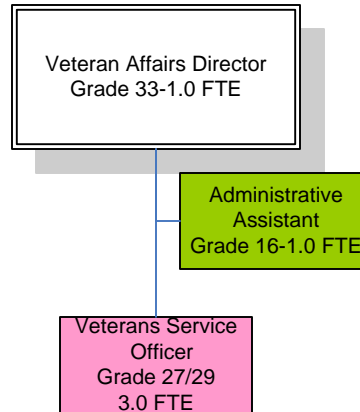 Veteran Affairs Director
Grade 33-1.0 FTE
Administrative
Assistant
Grade 16-1.0 FTE
Veterans Service
Officer
Grade 27/29
3.0 FTE